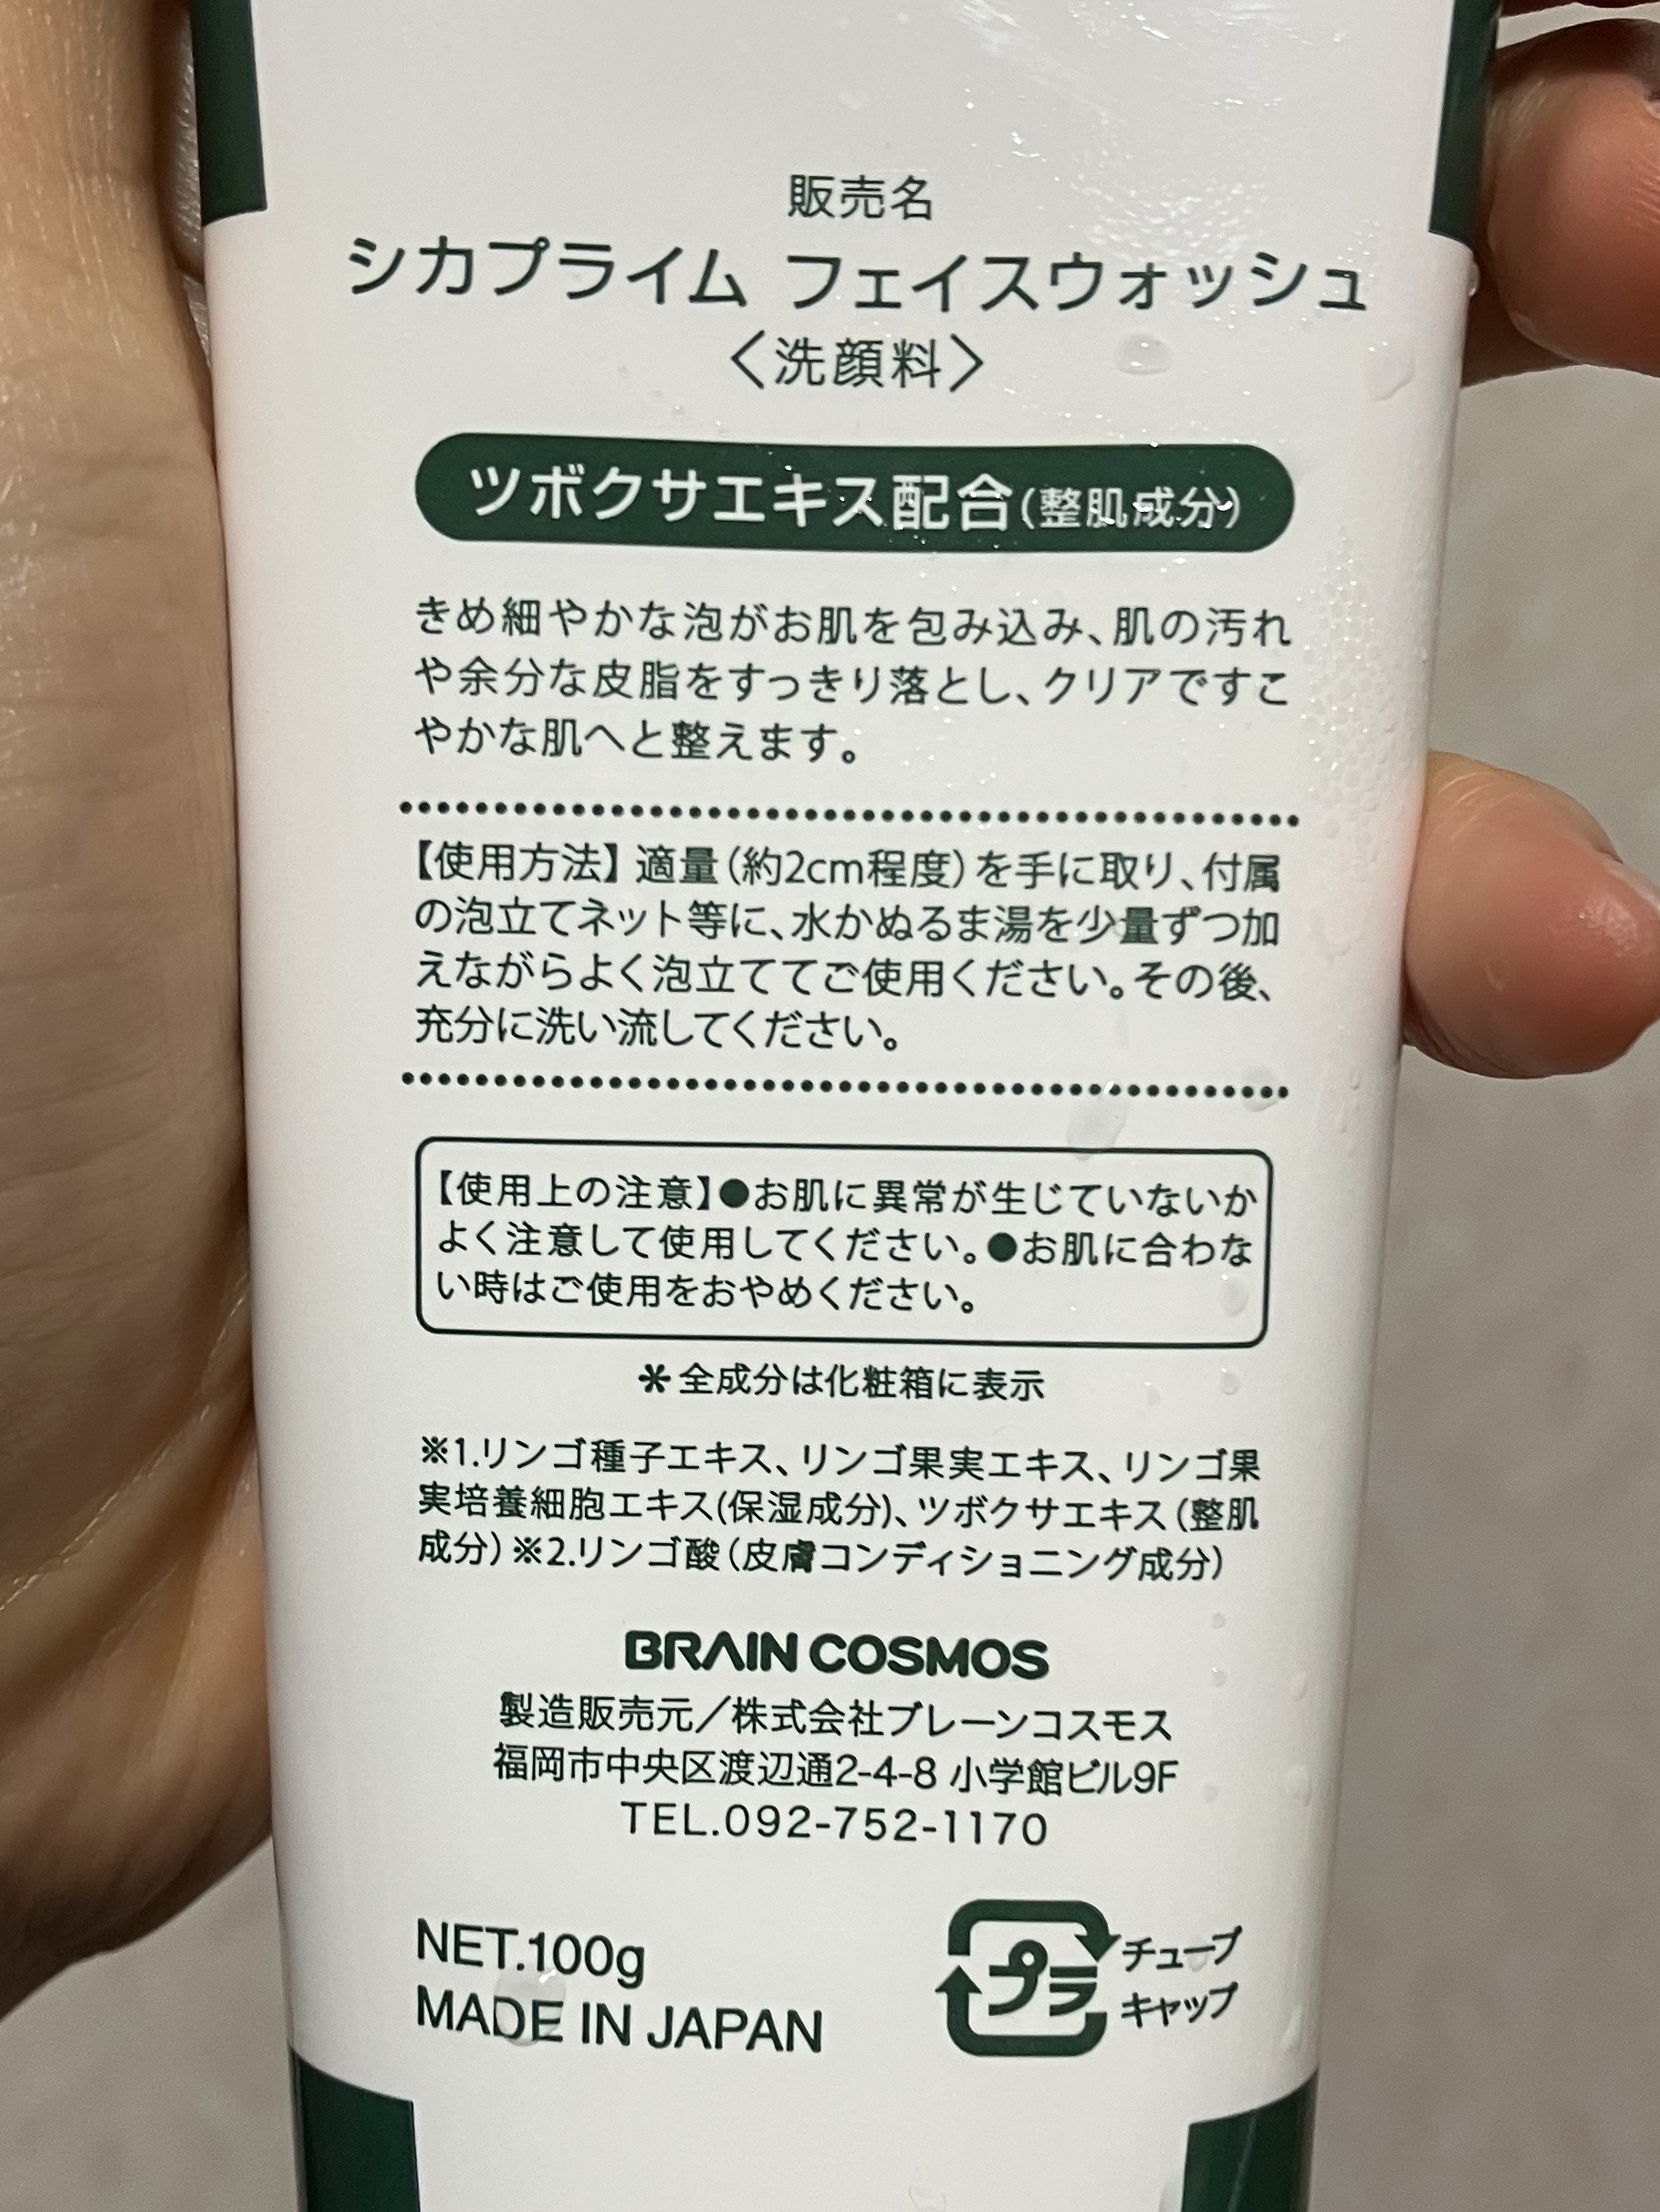 販売名
シカプライム フェイスウォッシュ
〈洗顔料〉
ツボクサエキス配合(整肌成分)
きめ細やかな泡がお肌を包み込み、肌の汚れ
や余分な皮脂をすっきり落とし、クリアですこ
やかな肌へと整えます。
【使用方法】適量(約2cm程度)を手に取り、付属
の泡立てネット等に、水かぬるま湯を少量ずつ加
えながらよく泡立ててご使用ください。その後、
充分に洗い流してください。
【使用上の注意】●お肌に異常が生じていないか
よく注意して使用してください。●お肌に合わな
い時はご使用をおやめください。
＊全成分は化粧箱に表示
※1.リンゴ種子エキス、リンゴ果実エキス、リンゴ果
実培養細胞エキス(保湿成分)、ツボクサエキス(整肌
成分)※2.リンゴ酸(皮膚コンディショニング成分)
BRAIN COSMOS
製造販売元／株式会社ブレーンコスモス
福岡市中央区渡辺通2-4-8 小学館ビル9F
TEL.092-752-1170
NET.100g
MADE IN JAPAN
プラ
チューブ
キャップ